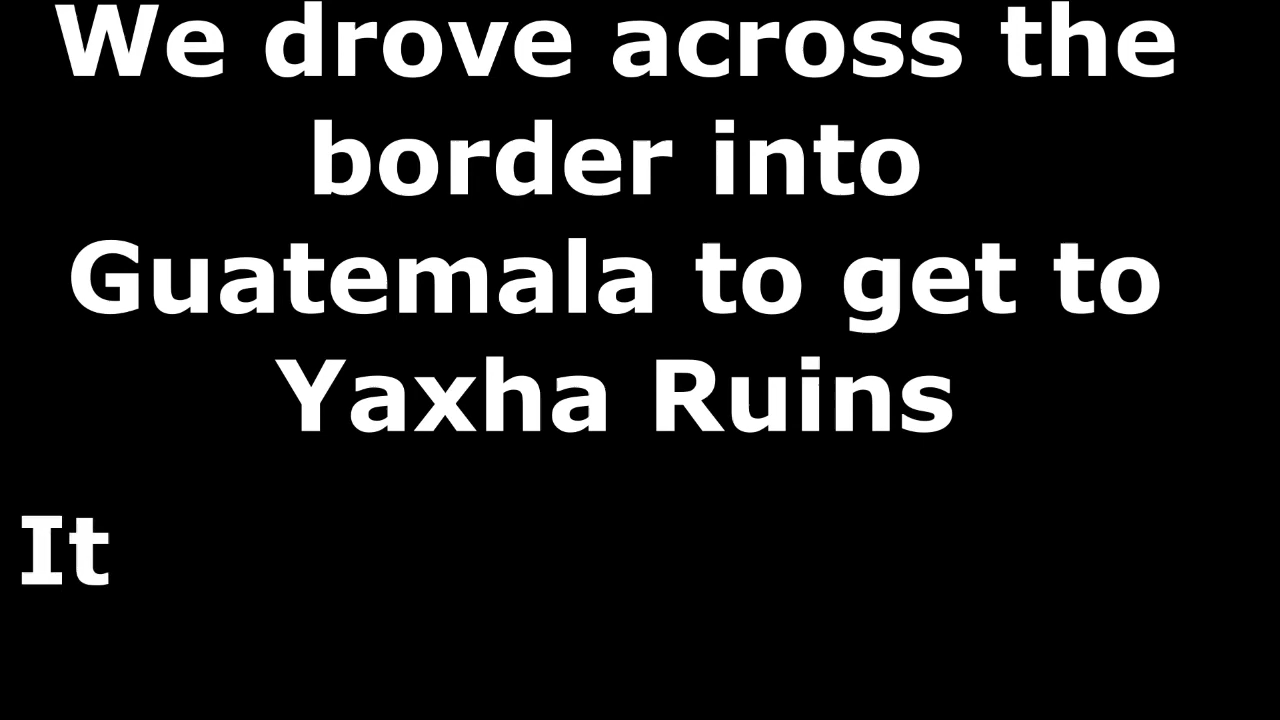 We drove across the
border into
Guatemala to get to
Yaxha Ruins
It